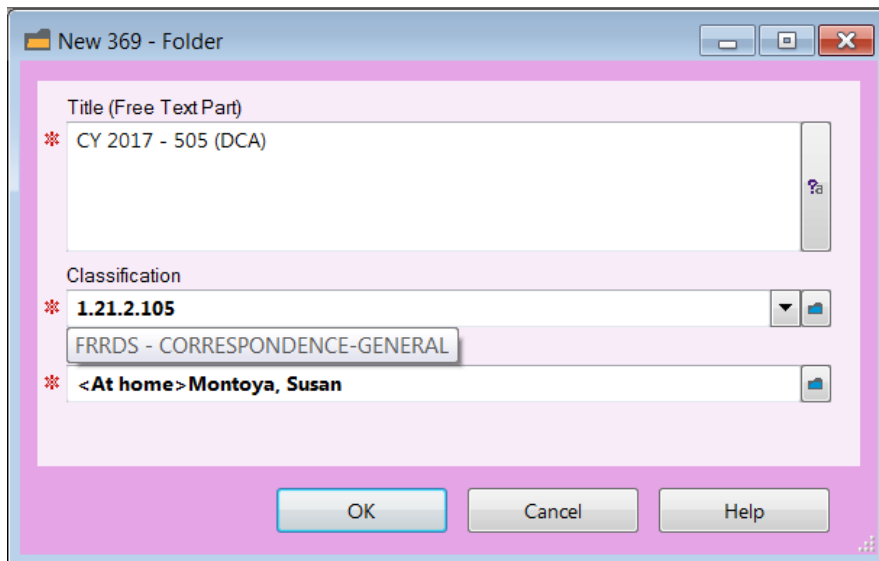 New 369 - Folder
Title (Free Text Part)
CY 2017 - 505 (DCA)
?a
Classification
1.21.2.105
FRRDS - CORRESPONDENCE-GENERAL
<At home>Montoya, Susan
OK Cancel Help